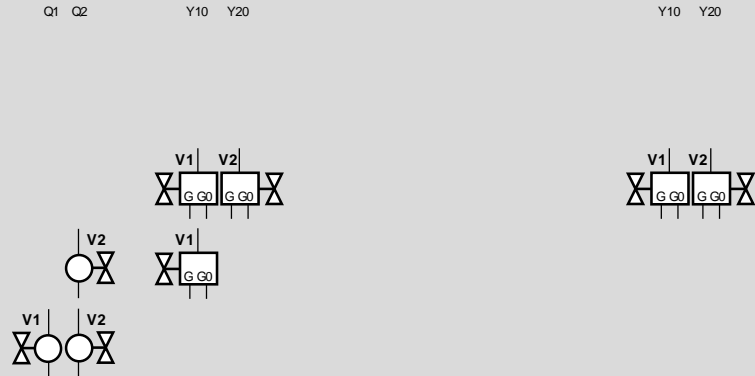 Q1 Q2 Y10 Y20 Y10 Y20
V1 V2 V1 V2
G G0 G G0 G G0 G G0
V2 V1
G G0
V1 V2